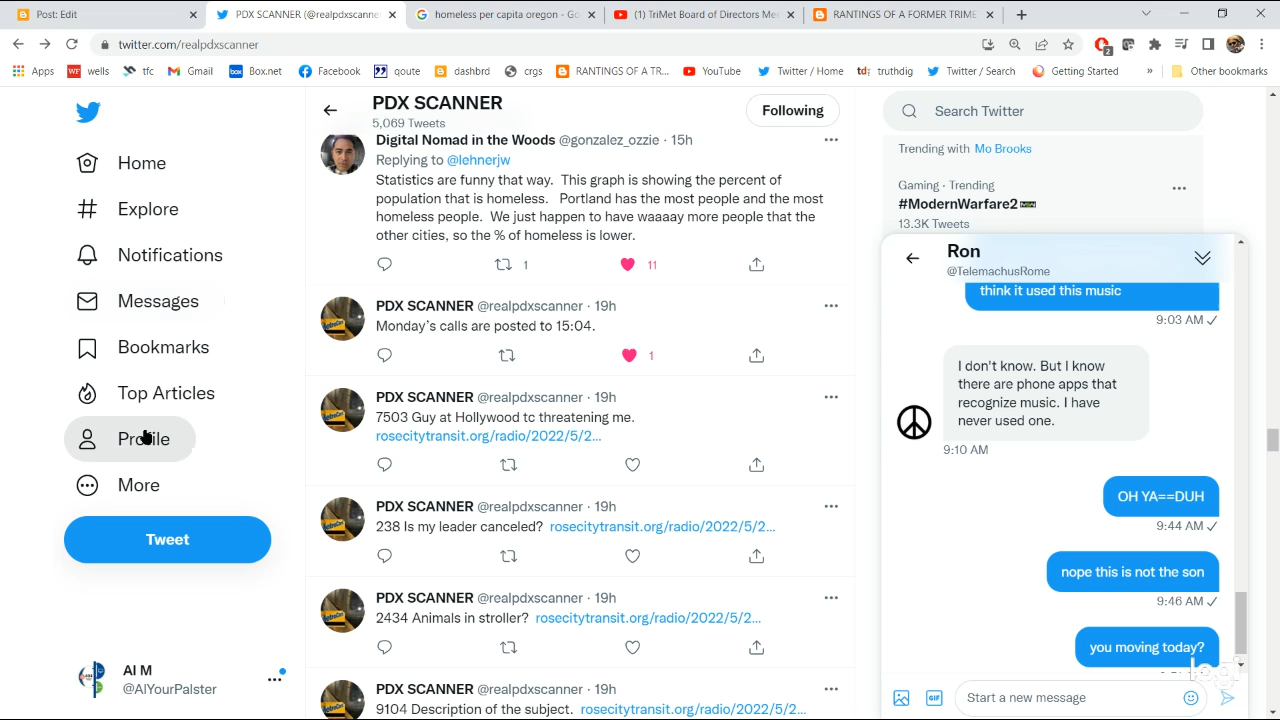 Post: Edit
PDX SCANNER (@realpdxscanne
homeless per capita oregon - Go
(1) TriMet Board of Directors Mee
RANTINGS OF A FORMER TRIME
twitter.com/realpdxscanner
2
Apps
WF wells
tfc
Gmail
box Box.net
Facebook
qoute
dashbrd
crgs
RANTINGS OF A TR...
YouTube
Twitter / Home
td: truthdig
Twitter / Search
Getting Started
»
Other bookmarks
Home
Explore
Notifications
Messages
Bookmarks
Top Articles
Profile
More
Tweet
Al M
@AlYourPalster
PDX SCANNER
5,069 Tweets
Following
Digital Nomad in the Woods @gonzalez_ozzie · 15h
Replying to @lehnerjw
Statistics are funny that way. This graph is showing the percent of
population that is homeless. Portland has the most people and the most
homeless people. We just happen to have waaaay more people that the
other cities, so the % of homeless is lower.
1
11
PDX SCANNER @realpdxscanner · 19h
Monday's calls are posted to 15:04.
1
PDX SCANNER @realpdxscanner · 19h
7503 Guy at Hollywood tc threatening me.
rosecitytransit.org/radio/2022/5/2...
PDX SCANNER @realpdxscanner · 19h
238 Is my leader canceled? rosecitytransit.org/radio/2022/5/2...
PDX SCANNER @realpdxscanner · 19h
2434 Animals in stroller? rosecitytransit.org/radio/2022/5/2...
PDX SCANNER @realpdxscanner · 19h
9104 Description of the subject. rosecitytransit.org/radio/2022/5/2...
Search Twitter
Trending with Mo Brooks
Gaming · Trending
#ModernWarfare2
13.3K Tweets
Ron
@TelemachusRome
think it used this music
9:03 AM
I don't know. But I know
there are phone apps that
recognize music. I have
never used one.
9:10 AM
OH YA==DUH
9:44 AM
nope this is not the son
9:46 AM
you moving today?
GIF
Start a new message